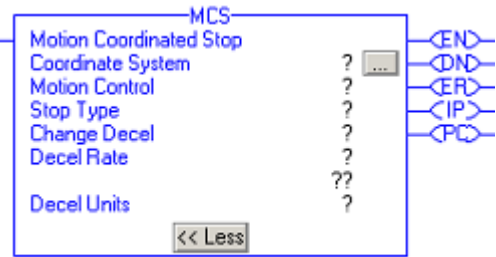 MCS
Motion Coordinated Stop
Coordinate System ? ...
Motion Control ?
Stop Type ?
Change Decel ?
Decel Rate ?
??
Decel Units ?
<< Less
EN
DN
ER
IP
PC